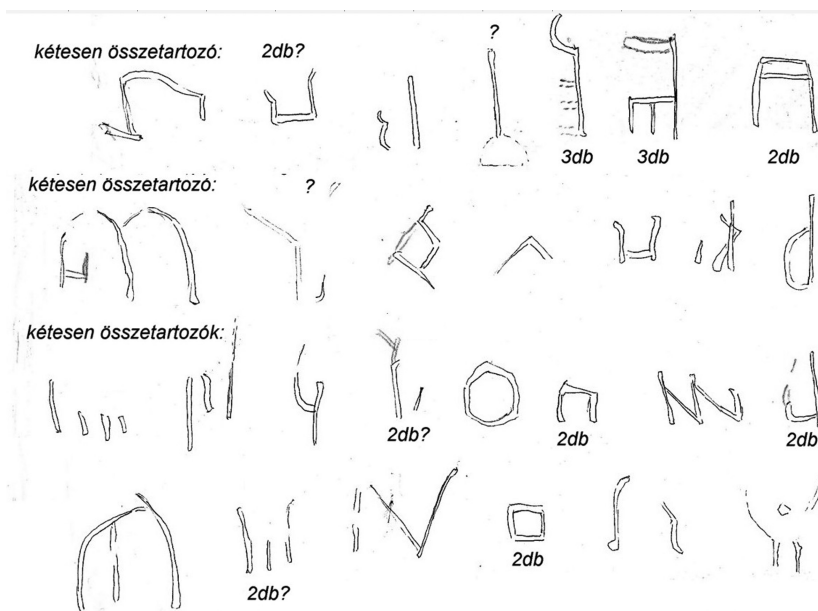 kétesen összetartozó: 2db? ?
3db 3db 2db
kétesen összetartozó: ?
kétesen összetartozók:
2db? 2db 2db
2db? 2db